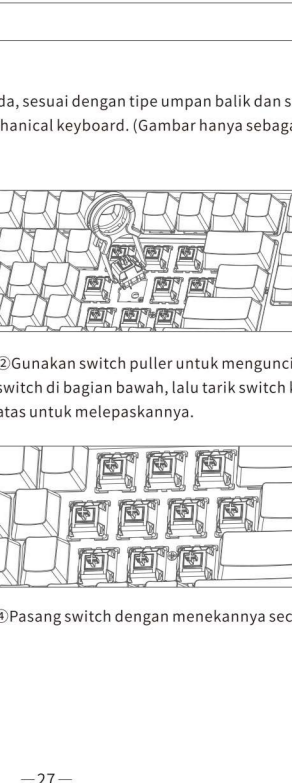 da, sesuai dengan tipe umpan balik dan s
hanical keyboard. (Gambar hanya sebaga
②Gunakan switch puller untuk mengunci
switch di bagian bawah, lalu tarik switch k
atas untuk melepaskannya.
④Pasang switch dengan menekannya sec
—27—